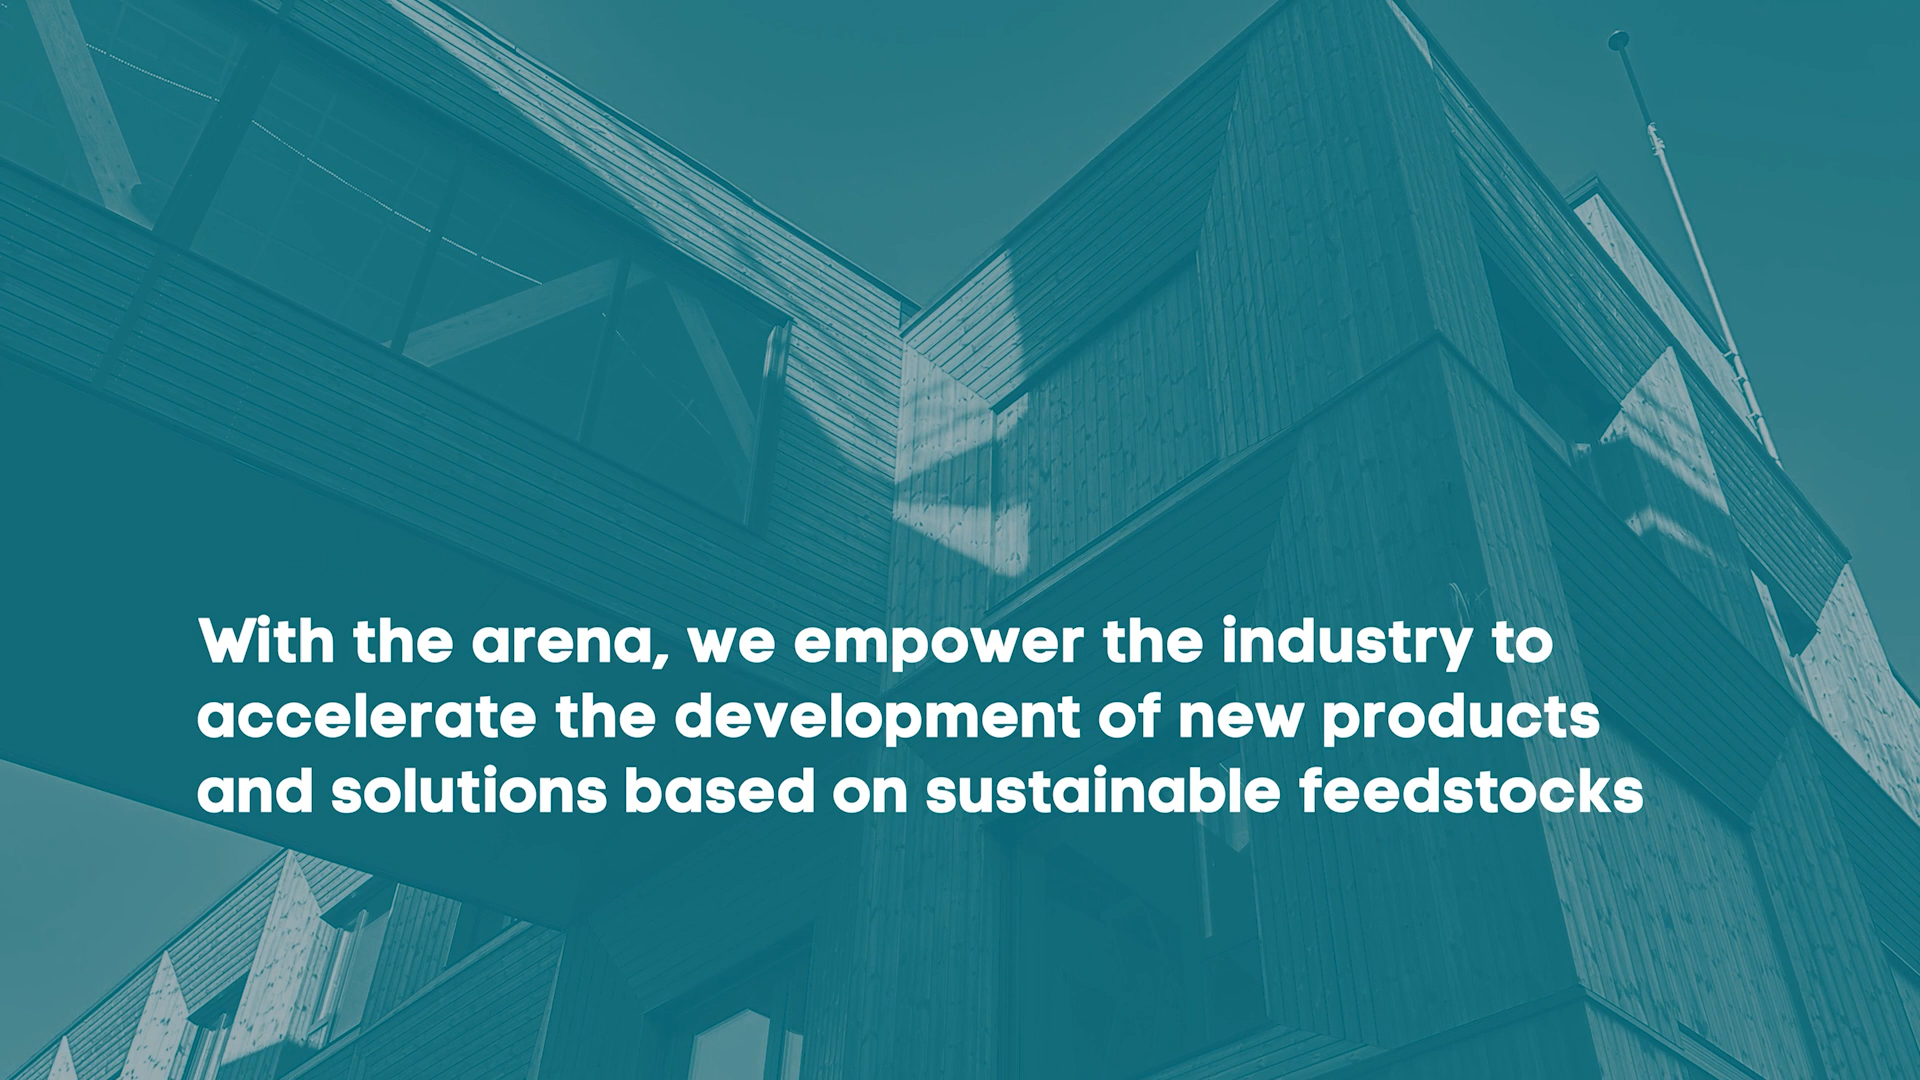 With the arena, we empower the industry to
accelerate the development of new products
and solutions based on sustainable feedstocks